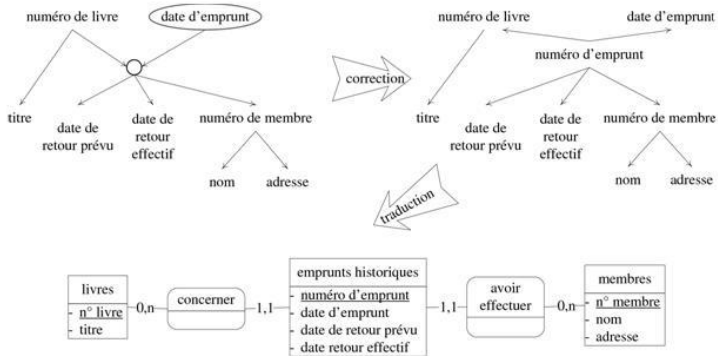 numéro de livre
date d'emprunt
titre
date de
retour prévu
date de
retour
effectif
numéro de membre
nom
adresse
correction
numéro de livre
date d'emprunt
numéro d'emprunt
titre
date de
retour prévu
date de
retour
effectif
numéro de membre
nom
adresse
traduction
livres
- n° livre
- titre
0,n
concerner
1,1
emprunts historiques
- numéro d'emprunt
- date d'emprunt
- date de retour prévu
- date retour effectif
1,1
avoir
effectuer
0,n
membres
- n° membre
- nom
- adresse